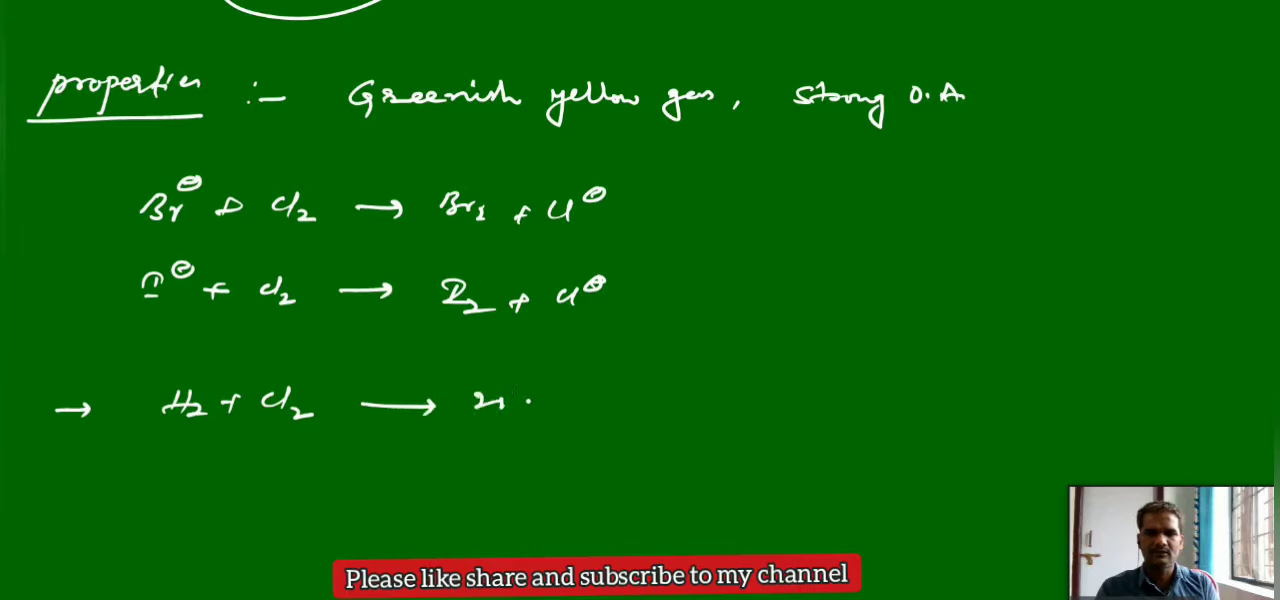 properties :- Greenish yellow gas, strong O.A
Br⊖ + Cl2 → Br2 + Cl⊖
I⊖ + Cl2 → I2 + Cl⊖
→ H2 + Cl2 →
Please like share and subscribe to my channel